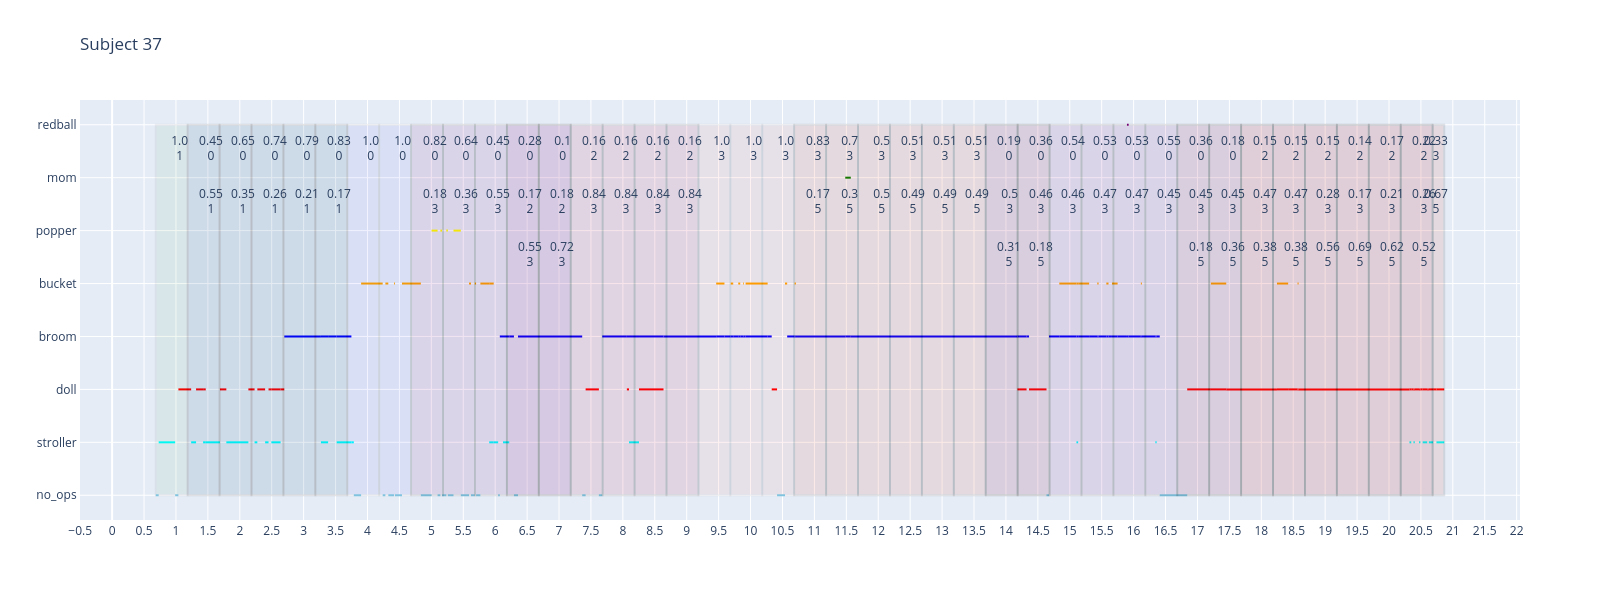 Subject 37
redball
1.0 0.45 0.65 0.74 0.79 0.83 1.0 1.0 0.82 0.64 0.45 0.28 0.1 0.16 0.16 0.16 0.16 1.0 1.0 1.0 0.83 0.7 0.5 0.51 0.51 0.51 0.19 0.36 0.54 0.53 0.53 0.55 0.36 0.18 0.15 0.15 0.15 0.14 0.17 0.33
1 0 0 0 0 0 0 0 0 0 0 0 0 2 2 2 2 3 3 3 3 3 3 3 3 3 0 0 0 0 0 0 0 0 2 2 2 2 2 2 3
mom
0.55 0.35 0.26 0.21 0.17 0.18 0.36 0.55 0.17 0.18 0.84 0.84 0.84 0.84 0.17 0.3 0.5 0.49 0.49 0.49 0.5 0.46 0.46 0.47 0.47 0.45 0.45 0.45 0.47 0.47 0.28 0.17 0.21 0.67
1 1 1 1 1 3 3 3 2 2 3 3 3 3 5 5 5 5 5 5 3 3 3 3 3 3 3 3 3 3 3 3 3 3 5
popper
0.55 0.72 0.31 0.18 0.18 0.36 0.38 0.38 0.56 0.69 0.62 0.52
3 3 5 5 5 5 5 5 5 5 5 5
bucket
broom
doll
stroller
no_ops
−0.5 0 0.5 1 1.5 2 2.5 3 3.5 4 4.5 5 5.5 6 6.5 7 7.5 8 8.5 9 9.5 10 10.5 11 11.5 12 12.5 13 13.5 14 14.5 15 15.5 16 16.5 17 17.5 18 18.5 19 19.5 20 20.5 21 21.5 22